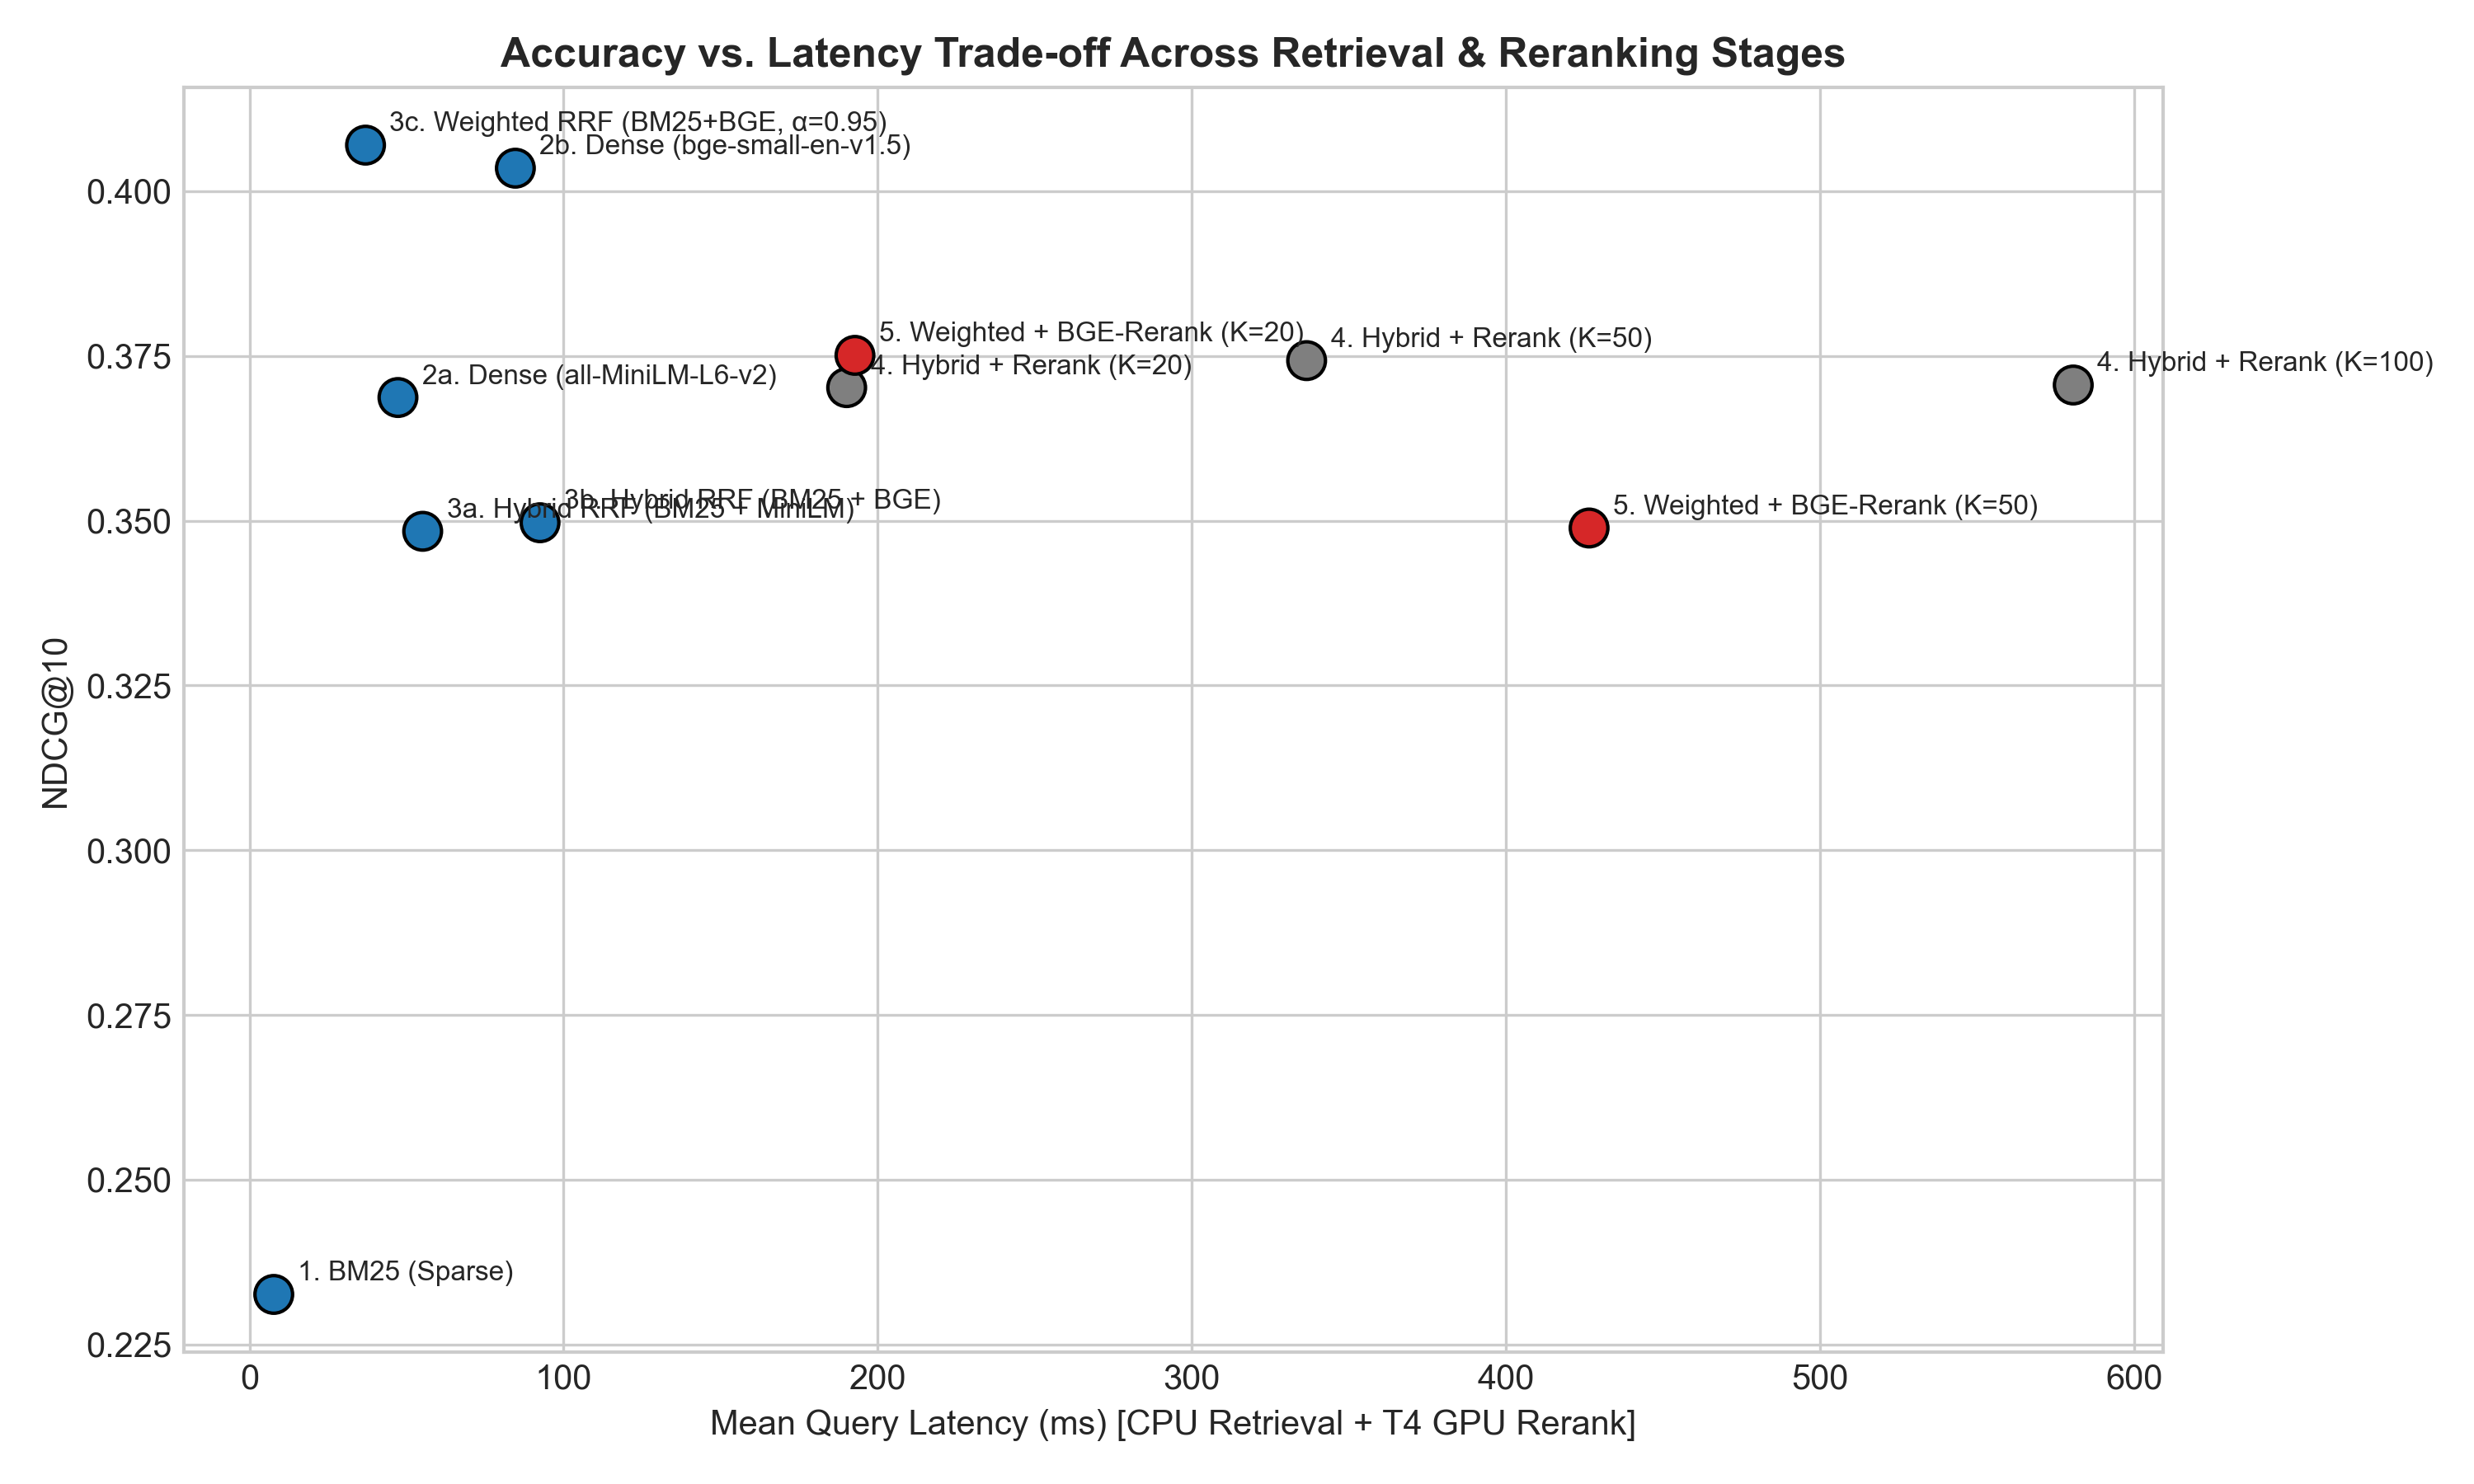 Accuracy vs. Latency Trade-off Across Retrieval & Reranking Stages
3c. Weighted RRF (BM25+BGE, α=0.95)
2b. Dense (bge-small-en-v1.5)
0.400
5. Weighted + BGE-Rerank (K=20)
4. Hybrid + Rerank (K=50)
0.375
4. Hybrid + Rerank (K=20)
4. Hybrid + Rerank (K=100)
2a. Dense (all-MiniLM-L6-v2)
3b. Hybrid RRF (BM25 + BGE)
3a. Hybrid RRF (BM25 + MiniLM)
5. Weighted + BGE-Rerank (K=50)
0.350
NDCG@10
0.325
0.300
0.275
0.250
1. BM25 (Sparse)
0.225
0 100 200 300 400 500 600
Mean Query Latency (ms) [CPU Retrieval + T4 GPU Rerank]